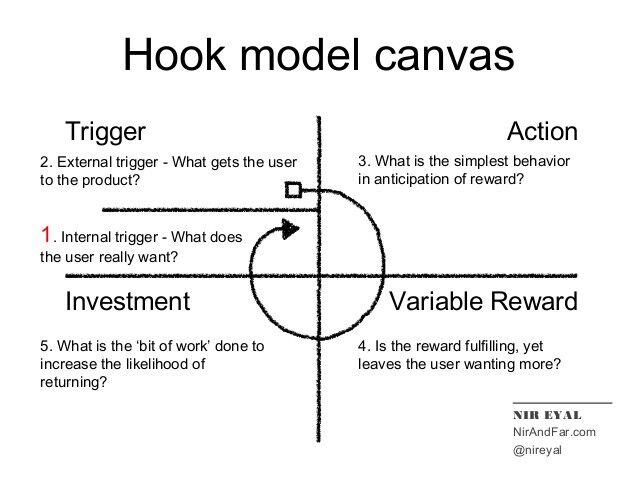 Hook model canvas
Trigger
2. External trigger - What gets the user
to the product?
1. Internal trigger - What does
the user really want?
Action
3. What is the simplest behavior
in anticipation of reward?
Investment
5. What is the ‘bit of work’ done to
increase the likelihood of
returning?
Variable Reward
4. Is the reward fulfilling, yet
leaves the user wanting more?
NIR EYAL
NirAndFar.com
@nireyal